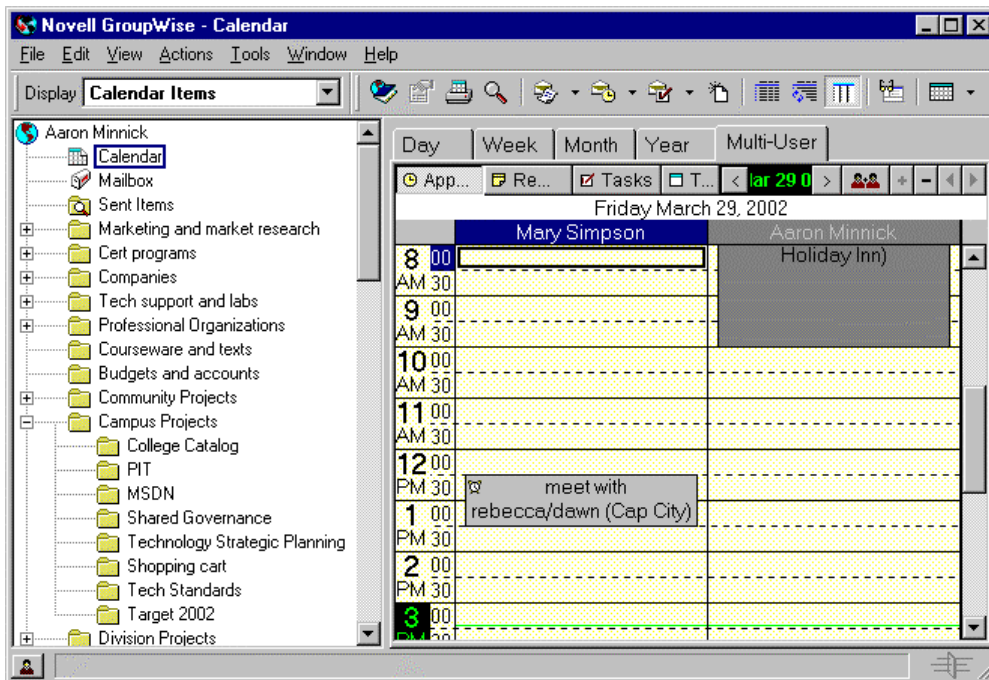 Novell GroupWise - Calendar
File Edit View Actions Tools Window Help
Display Calendar Items
Aaron Minnick
Calendar
Mailbox
Sent Items
Marketing and market research
Cert programs
Companies
Tech support and labs
Professional Organizations
Courseware and texts
Budgets and accounts
Community Projects
Campus Projects
College Catalog
PIT
MSDN
Shared Governance
Technology Strategic Planning
Shopping cart
Tech Standards
Target 2002
Division Projects
Day Week Month Year Multi-User
App... Re... Tasks T... < lar 29 0 > + -
Friday March 29, 2002
Mary Simpson Aaron Minnick
8 00 Holiday Inn)
AM 30
9 00
AM 30
10 00
AM 30
11 00
AM 30
12 00
PM 30 meet with
1 00 rebecca/dawn (Cap City)
PM 30
2 00
PM 30
3 00